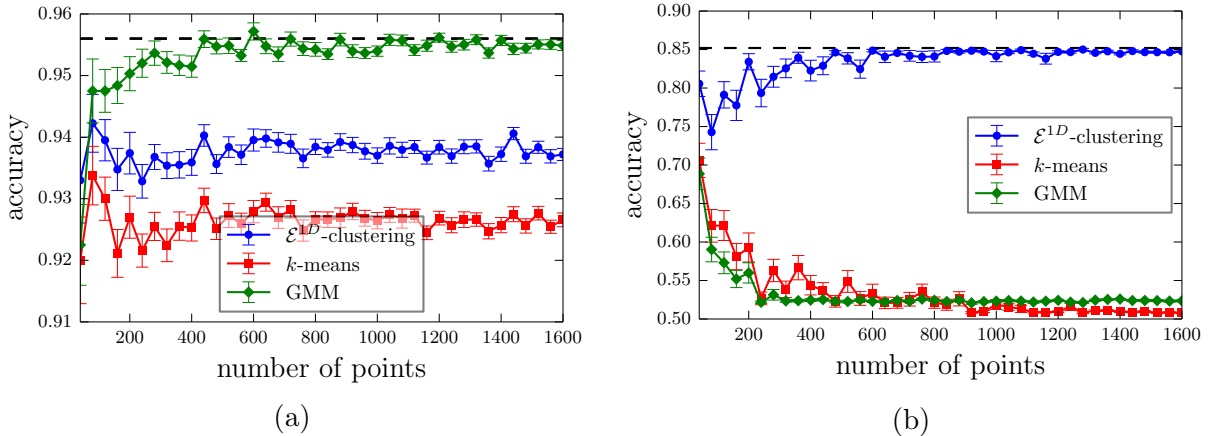 0.96
0.95
0.94
0.93
0.92
0.91
accuracy
200 400 600 800 1000 1200 1400 1600
number of points
ℰ^{1D}-clustering
k-means
GMM
(a)
0.90
0.85
0.80
0.75
0.70
0.65
0.60
0.55
0.50
accuracy
200 400 600 800 1000 1200 1400 1600
number of points
ℰ^{1D}-clustering
k-means
GMM
(b)